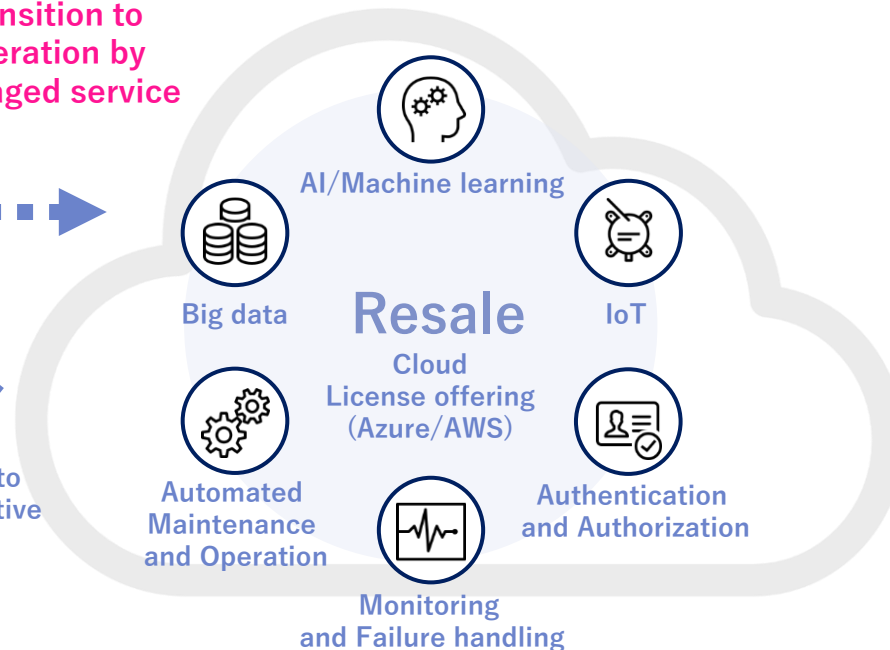 nsition to
eration by
aged service
AI/Machine learning
Big data
IoT
Resale
Cloud
License offering
(Azure/AWS)
to
tive
Automated
Maintenance
and Operation
Authentication
and Authorization
Monitoring
and Failure handling